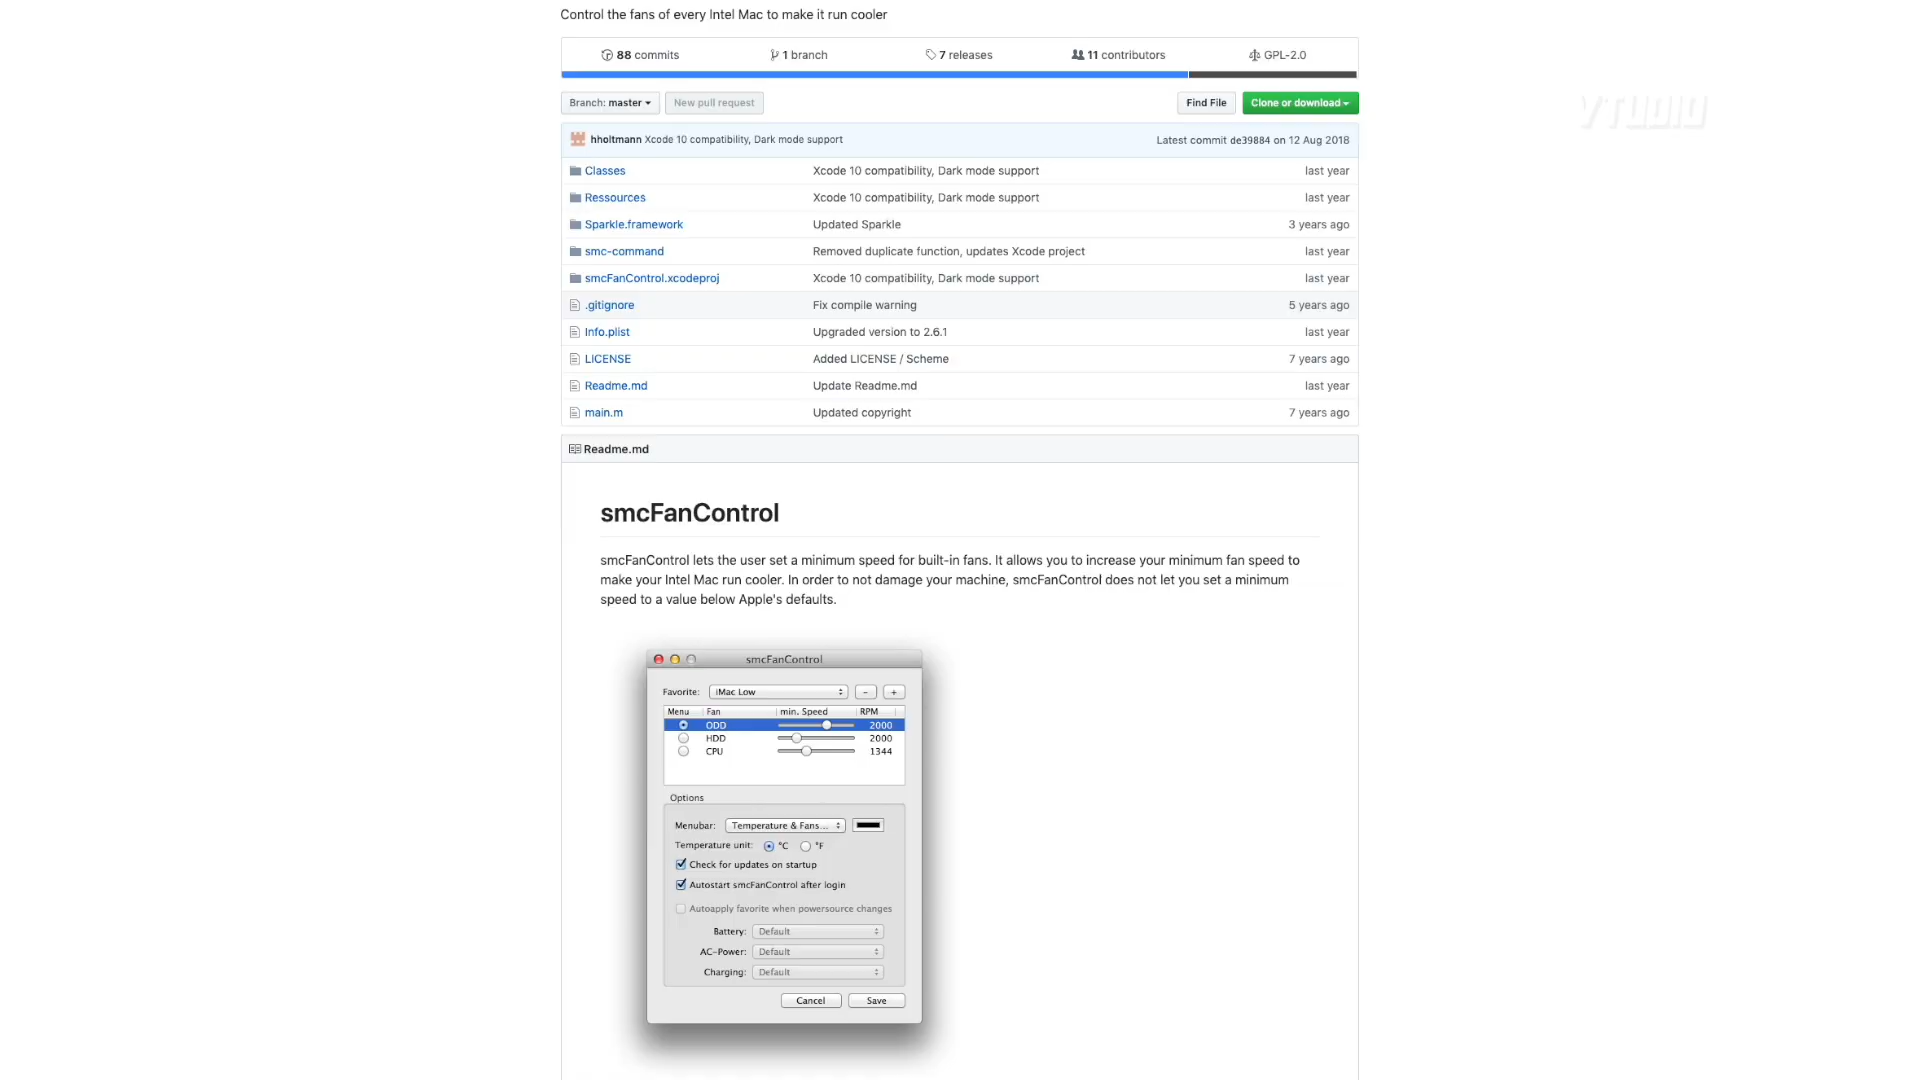 Control the fans of every Intel Mac to make it run cooler
88 commits
1 branch
7 releases
11 contributors
GPL-2.0
Branch: master
New pull request
Find File
Clone or download
VTUDIO
hholtmann Xcode 10 compatibility, Dark mode support
Latest commit de39884 on 12 Aug 2018
Classes Xcode 10 compatibility, Dark mode support last year
Ressources Xcode 10 compatibility, Dark mode support last year
Sparkle.framework Updated Sparkle 3 years ago
smc-command Removed duplicate function, updates Xcode project last year
smcFanControl.xcodeproj Xcode 10 compatibility, Dark mode support last year
.gitignore Fix compile warning 5 years ago
Info.plist Upgraded version to 2.6.1 last year
LICENSE Added LICENSE / Scheme 7 years ago
Readme.md Update Readme.md last year
main.m Updated copyright 7 years ago
Readme.md
smcFanControl
smcFanControl lets the user set a minimum speed for built-in fans. It allows you to increase your minimum fan speed to
make your Intel Mac run cooler. In order to not damage your machine, smcFanControl does not let you set a minimum
speed to a value below Apple's defaults.
smcFanControl
Favorite: iMac Low - +
Menu Fan min. Speed RPM
ODD 2000
HDD 2000
CPU 1344
Options
Menubar: Temperature & Fans...
Temperature unit: °C °F
Check for updates on startup
Autostart smcFanControl after login
Autoapply favorite when powersource changes
Battery: Default
AC-Power: Default
Charging: Default
Cancel Save